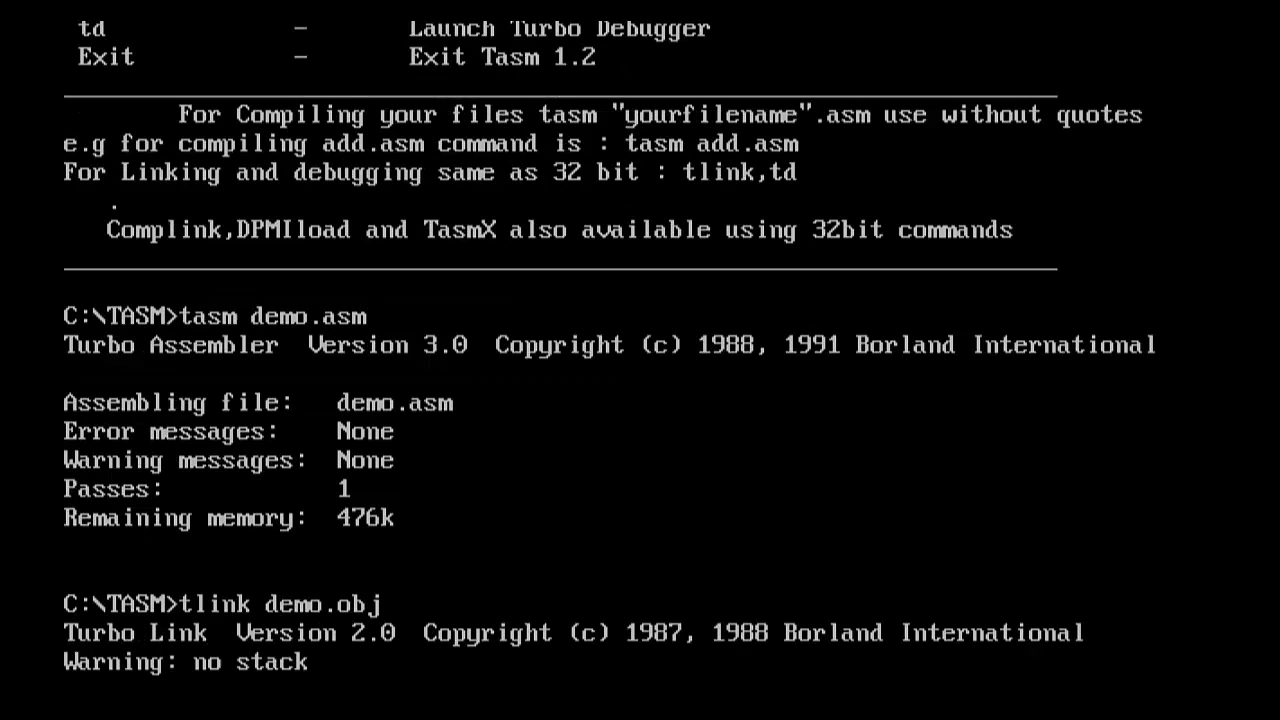 td - Launch Turbo Debugger
Exit - Exit Tasm 1.2
For Compiling your files tasm "yourfilename".asm use without quotes
e.g for compiling add.asm command is : tasm add.asm
For Linking and debugging same as 32 bit : tlink,td
.
Complink,DPMIload and TasmX also available using 32bit commands
C:\TASM>tasm demo.asm
Turbo Assembler Version 3.0 Copyright (c) 1988, 1991 Borland International
Assembling file: demo.asm
Error messages: None
Warning messages: None
Passes: 1
Remaining memory: 476k
C:\TASM>tlink demo.obj
Turbo Link Version 2.0 Copyright (c) 1987, 1988 Borland International
Warning: no stack